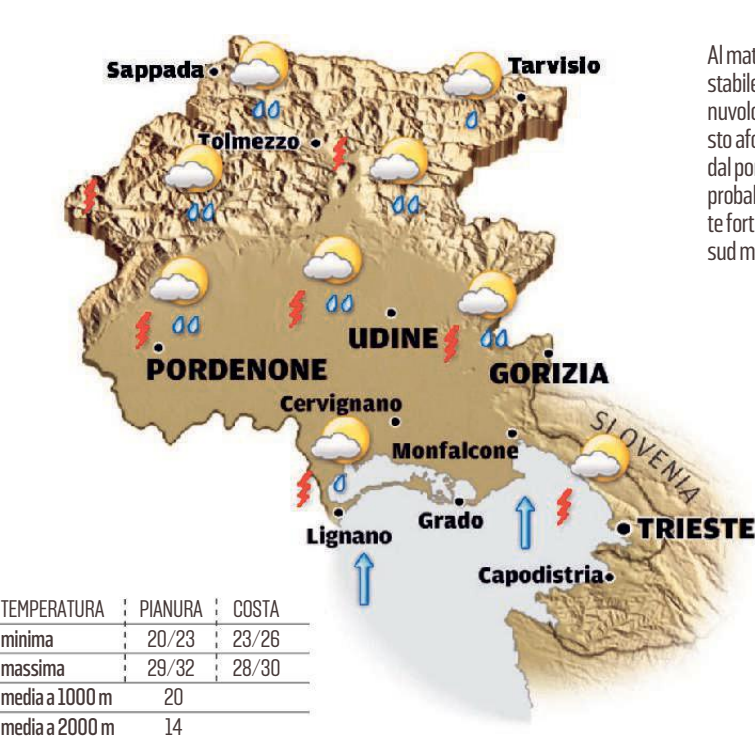 Sappada
Tarvisio
Tolmezzo
UDINE
PORDENONE
GORIZIA
Cervignano
Monfalcone
SLOVENIA
Lignano
Grado
TRIESTE
Capodistria
Al mat
stabile
nuvolo
sto afo
dal por
probal
te fort
sud m
TEMPERATURA PIANURA COSTA
minima 20/23 23/26
massima 29/32 28/30
media a 1000 m 20
media a 2000 m 14